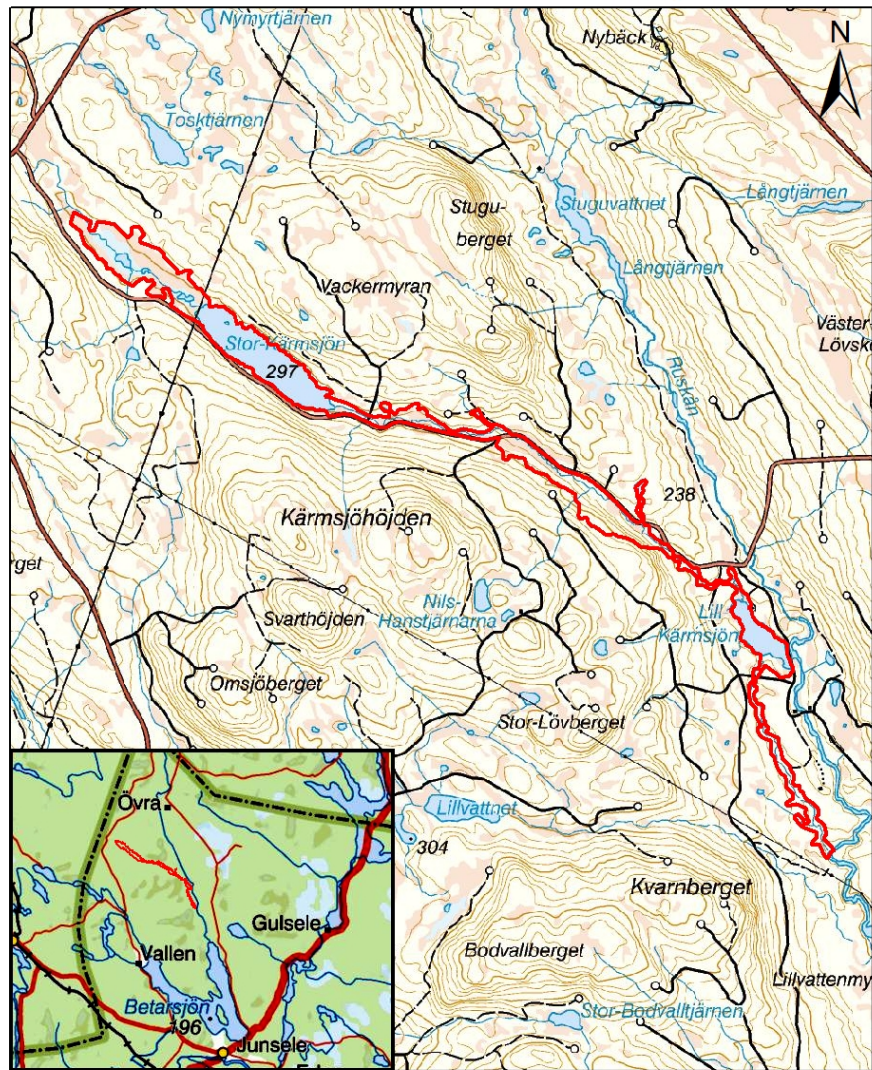 Nymyrtjärnen
Nybäck
N
Tosktjärnen
Stuguvattnet
Långtjärnen
Stugu-
berget
Långtjärnen
Vackermyran
Väster-
Lövsk
Stor-Kärmsjön
297
Ruskån
238
Kärmsjöhöjden
rget
Nils-
Hanstjärnarna
Lill
Kärmsjön
Svarthöjden
Omsjöberget
Stor-Lövberget
Lillvattnet
304
Kvarnberget
Bodvallberget
Lillvattenmy
Stor-Bodvalltjärnen
Övra
Gulsele
Vallen
Betarsjön
196
Junsele